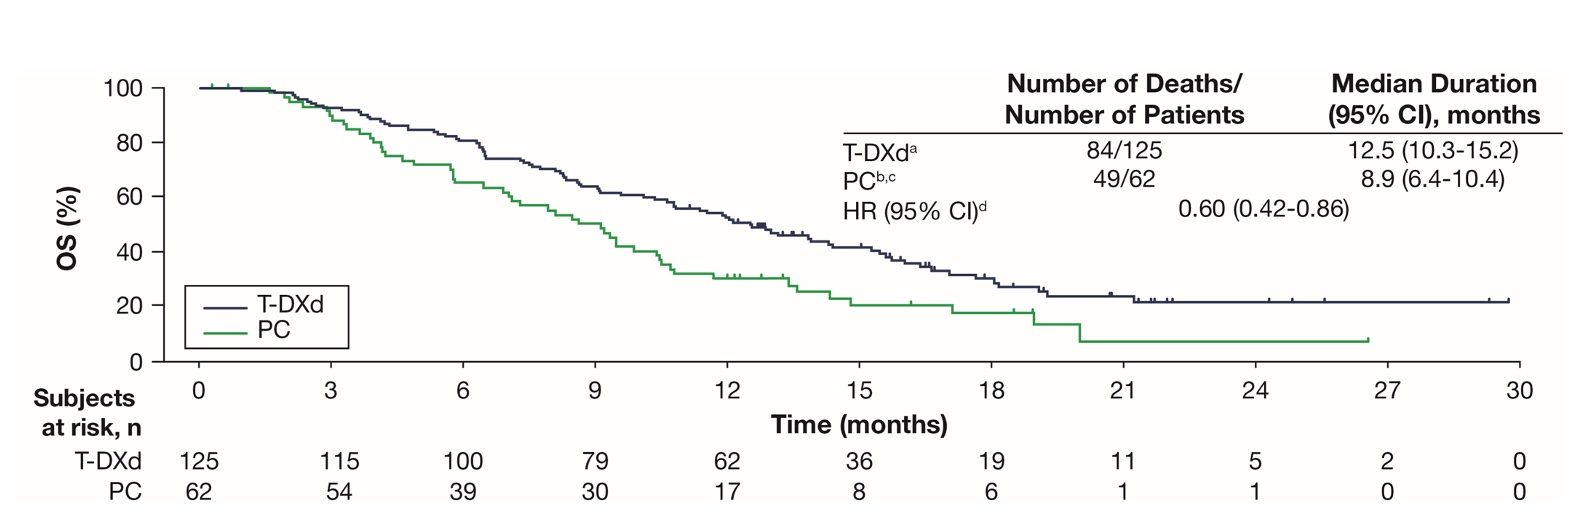 Number of Deaths/ Median Duration
Number of Patients (95% CI), months
T-DXdᵃ 84/125 12.5 (10.3-15.2)
PCᵇ,ᶜ 49/62 8.9 (6.4-10.4)
HR (95% CI)ᵈ 0.60 (0.42-0.86)
OS (%)
100
80
60
40
20
0
T-DXd
PC
0 3 6 9 12 15 18 21 24 27 30
Time (months)
Subjects
at risk, n
T-DXd 125 115 100 79 62 36 19 11 5 2 0
PC 62 54 39 30 17 8 6 1 1 0 0